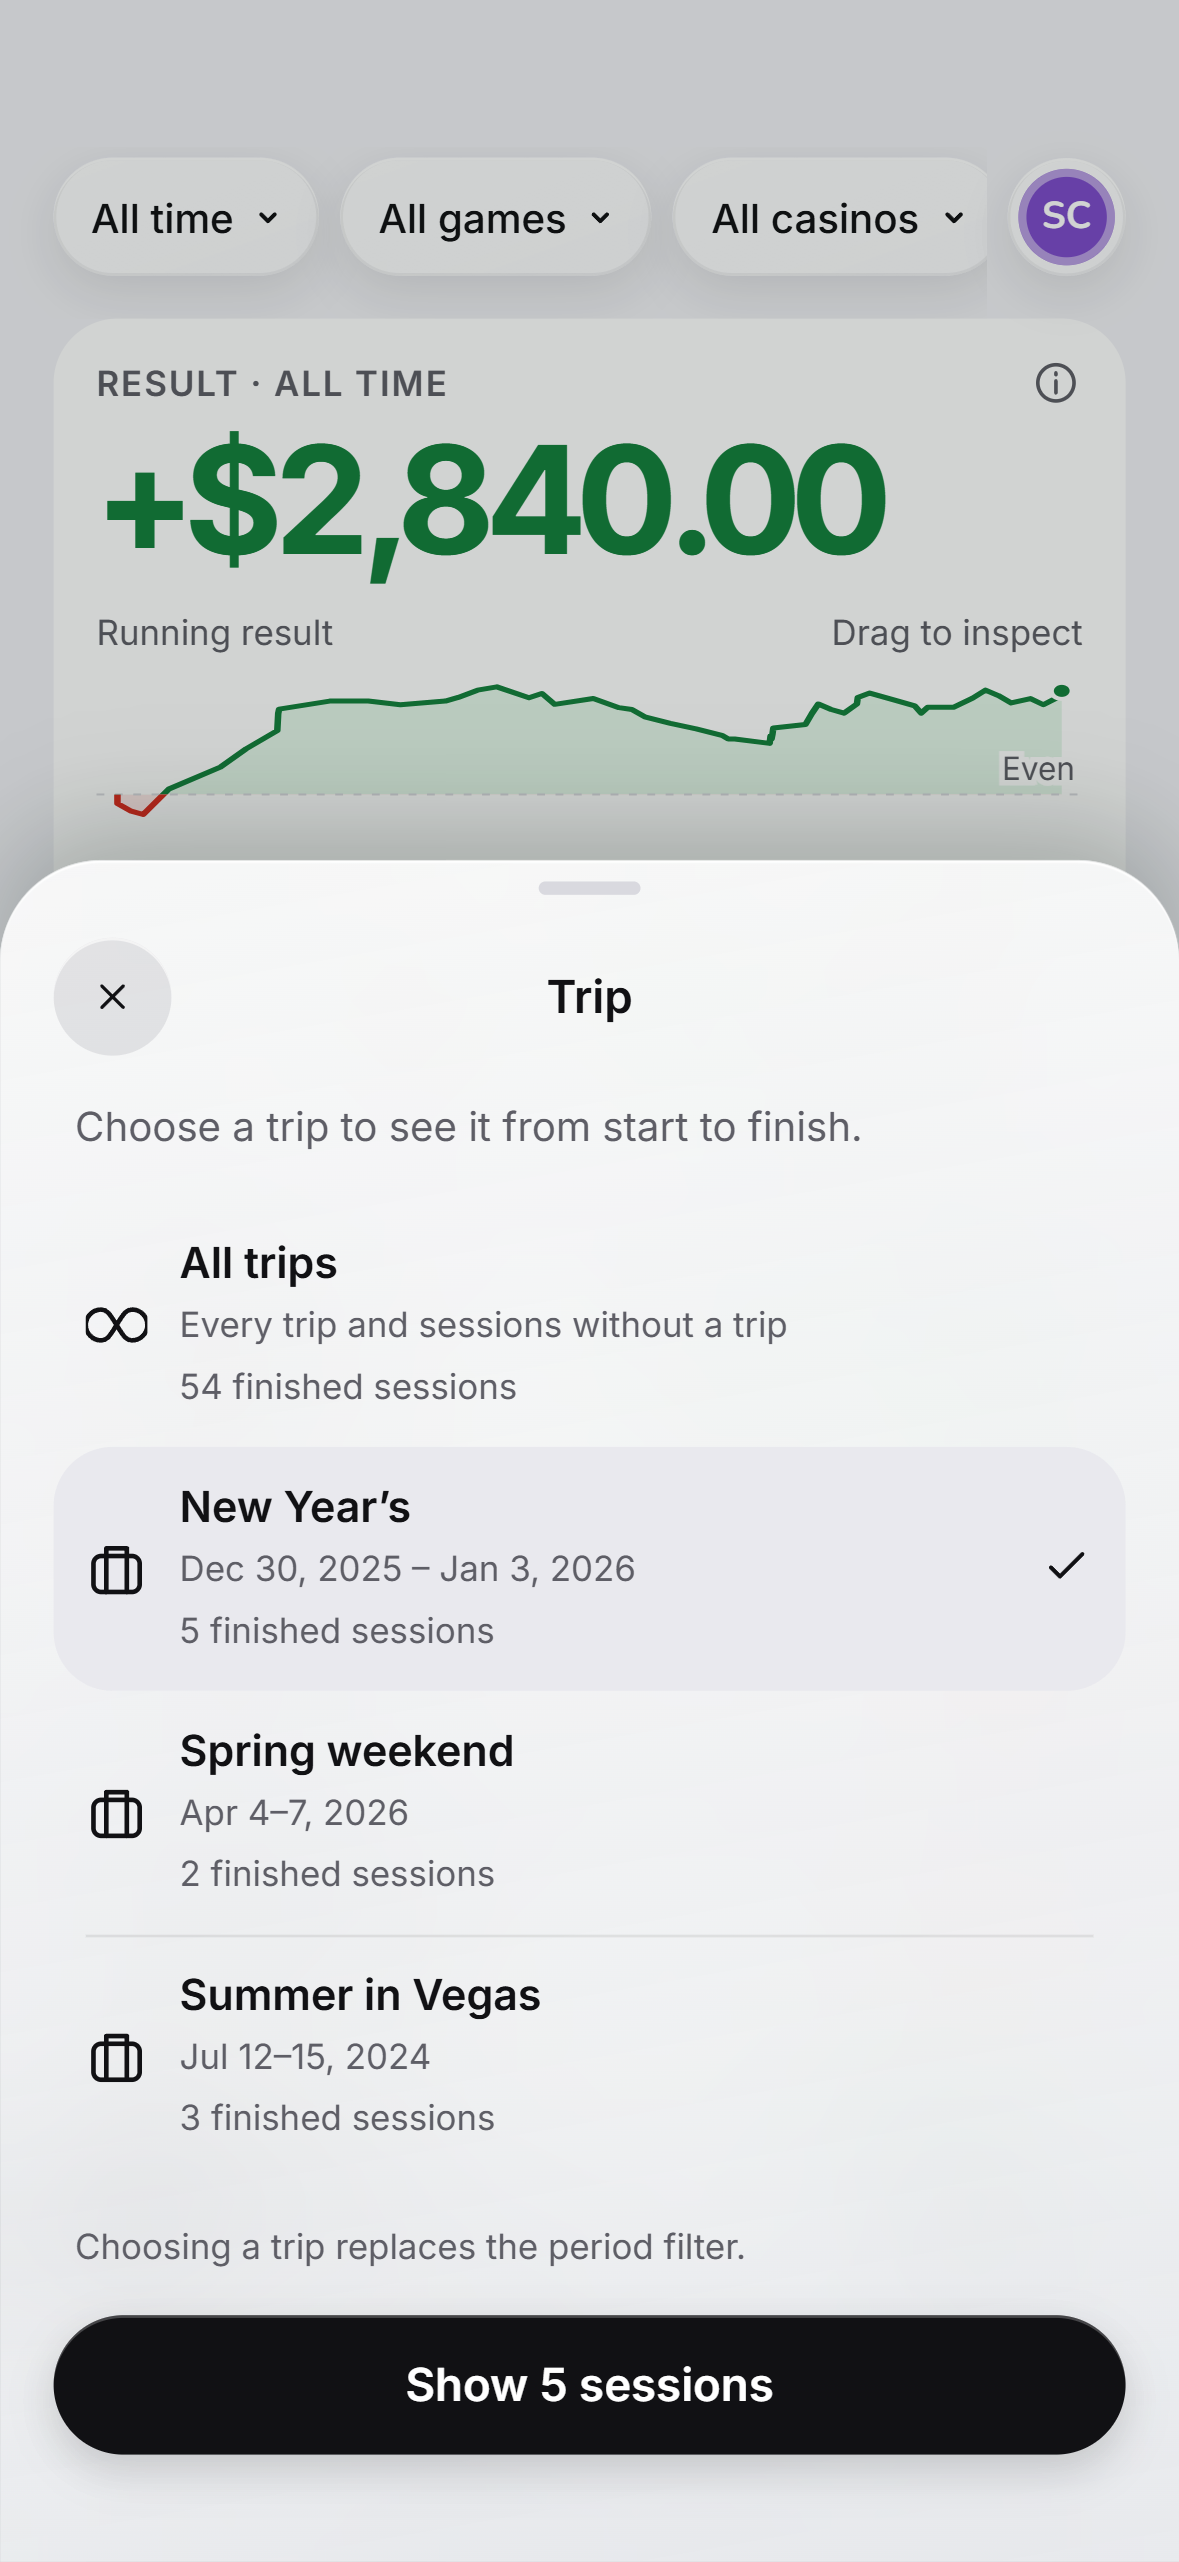 All time
All games
All casinos
SC
RESULT · ALL TIME
+$2,840.00
Running result
Drag to inspect
Even
Trip
Choose a trip to see it from start to finish.
All trips
Every trip and sessions without a trip
54 finished sessions
New Year’s
Dec 30, 2025 – Jan 3, 2026
5 finished sessions
Spring weekend
Apr 4–7, 2026
2 finished sessions
Summer in Vegas
Jul 12–15, 2024
3 finished sessions
Choosing a trip replaces the period filter.
Show 5 sessions